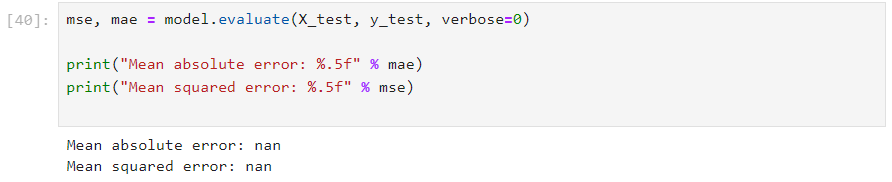 [40]: mse, mae = model.evaluate(X_test, y_test, verbose=0)
print("Mean absolute error: %.5f" % mae)
print("Mean squared error: %.5f" % mse)
Mean absolute error: nan
Mean squared error: nan